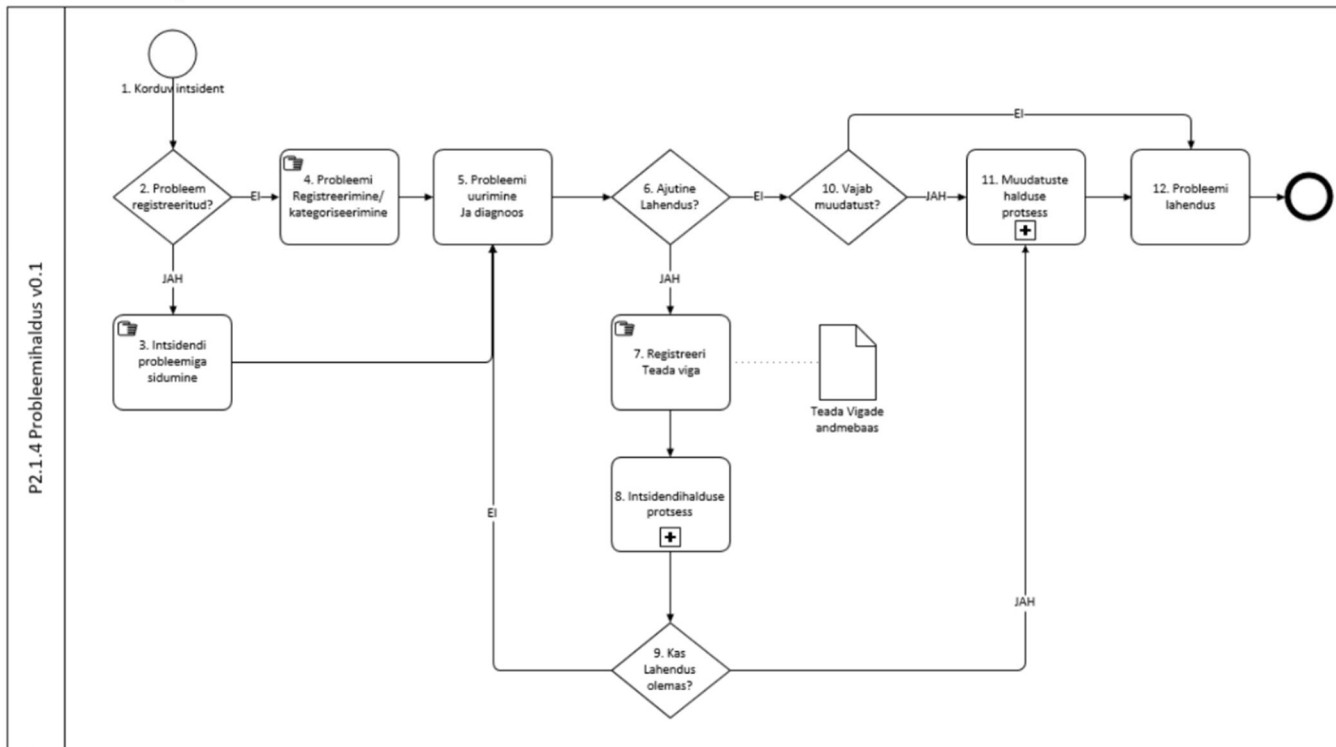 P2.1.4 Probleemihaldus v0.1
1. Korduv intsident
2. Probleem
registreeritud?
EI
JAH
3. Intsidendi
probleemiga
sidumine
4. Probleemi
Registreerimine/
kategoriseerimine
5. Probleemi
uurimine
Ja diagnoos
6. Ajutine
Lahendus?
EI
JAH
7. Registreeri
Teada viga
Teada Vigade
andmebaas
8. Intsidendihalduse
protsess
9. Kas
Lahendus
olemas?
EI
JAH
10. Vajab
muudatust?
EI
JAH
11. Muudatuste
halduse
protsess
12. Probleemi
lahendus